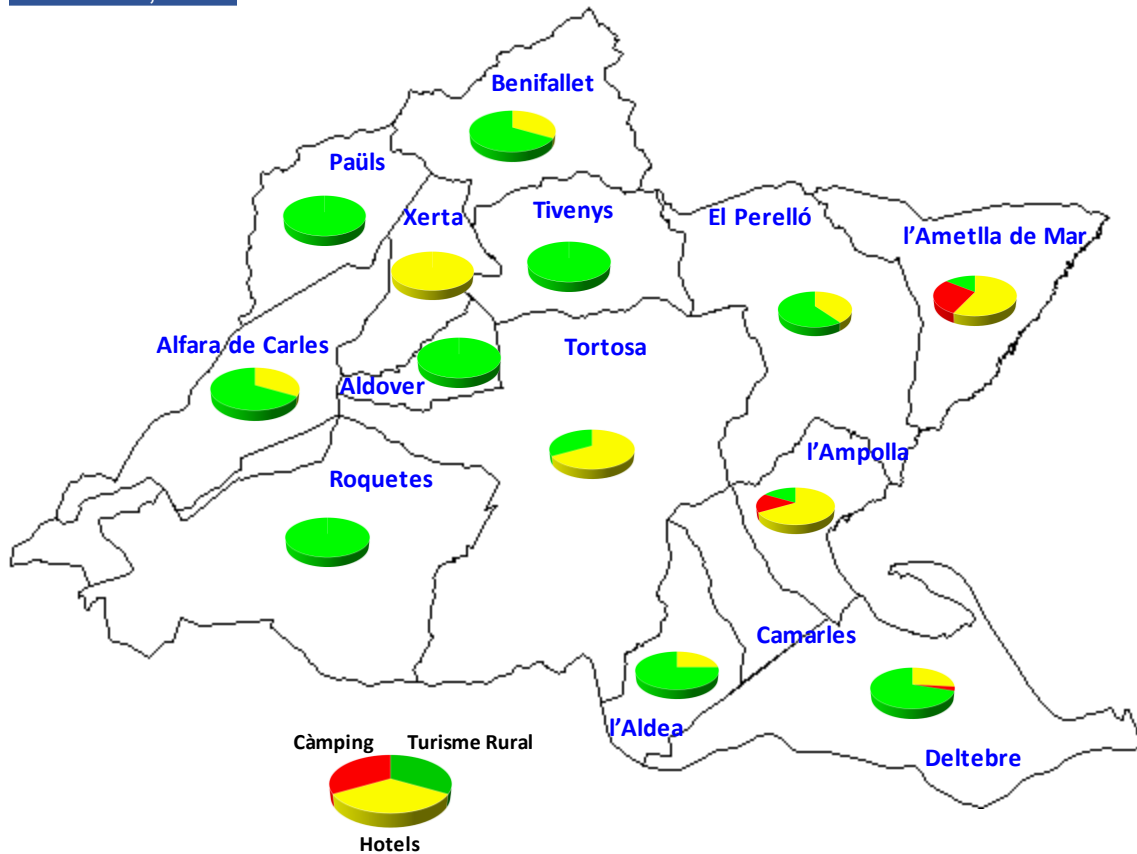 Benifallet
Paüls
Xerta
Tivenys
El Perelló
l'Ametlla de Mar
Alfara de Carles
Aldover
Tortosa
l'Ampolla
Roquetes
Camarles
l'Aldea
Deltebre
Càmping
Turisme Rural
Hotels